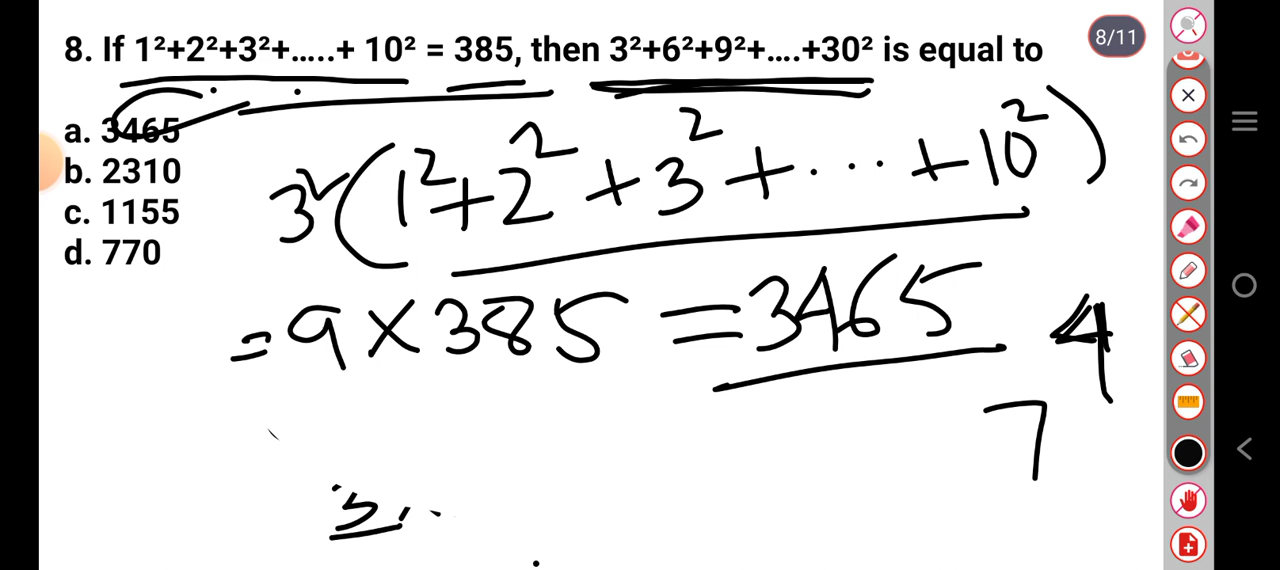 8. If 1²+2²+3²+.....+ 10² = 385, then 3²+6²+9²+....+30² is equal to
8/11
a. 3465
b. 2310
c. 1155
d. 770
3²(1²+2²+3²+...+10²)
= 9×385 = 3465
4
7